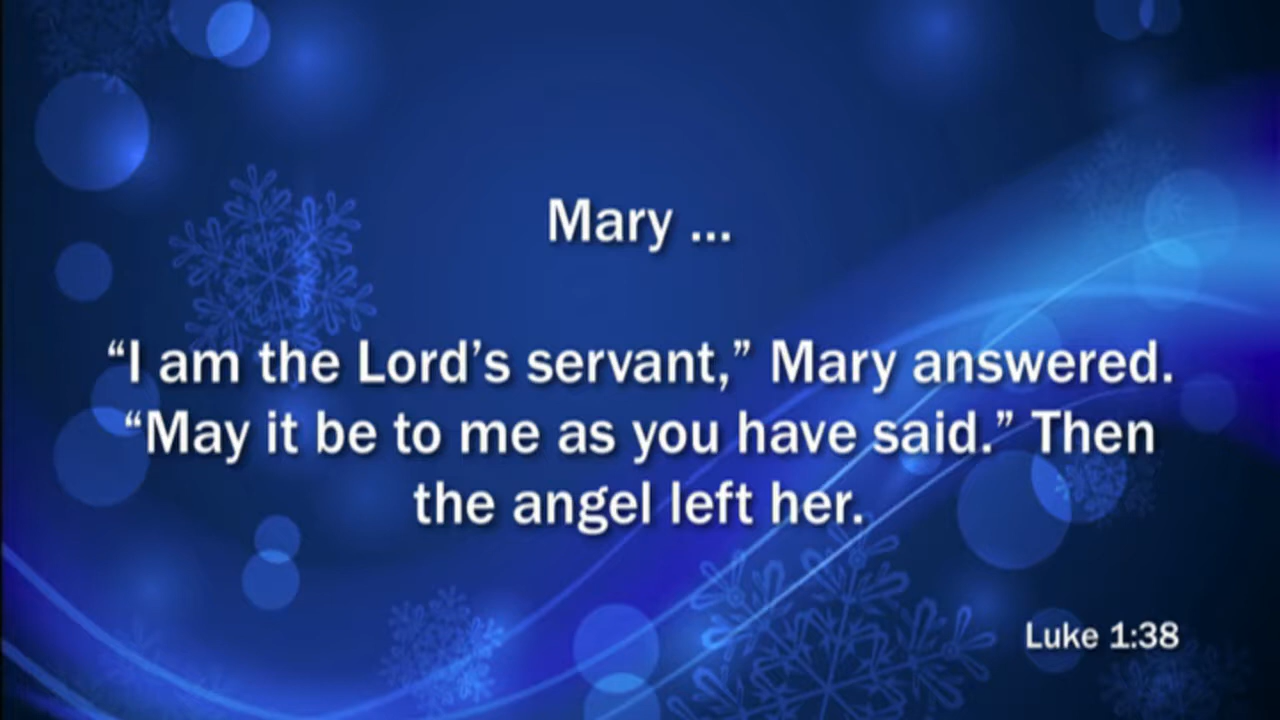 Mary ...
“I am the Lord’s servant,” Mary answered.
“May it be to me as you have said.” Then
the angel left her.
Luke 1:38